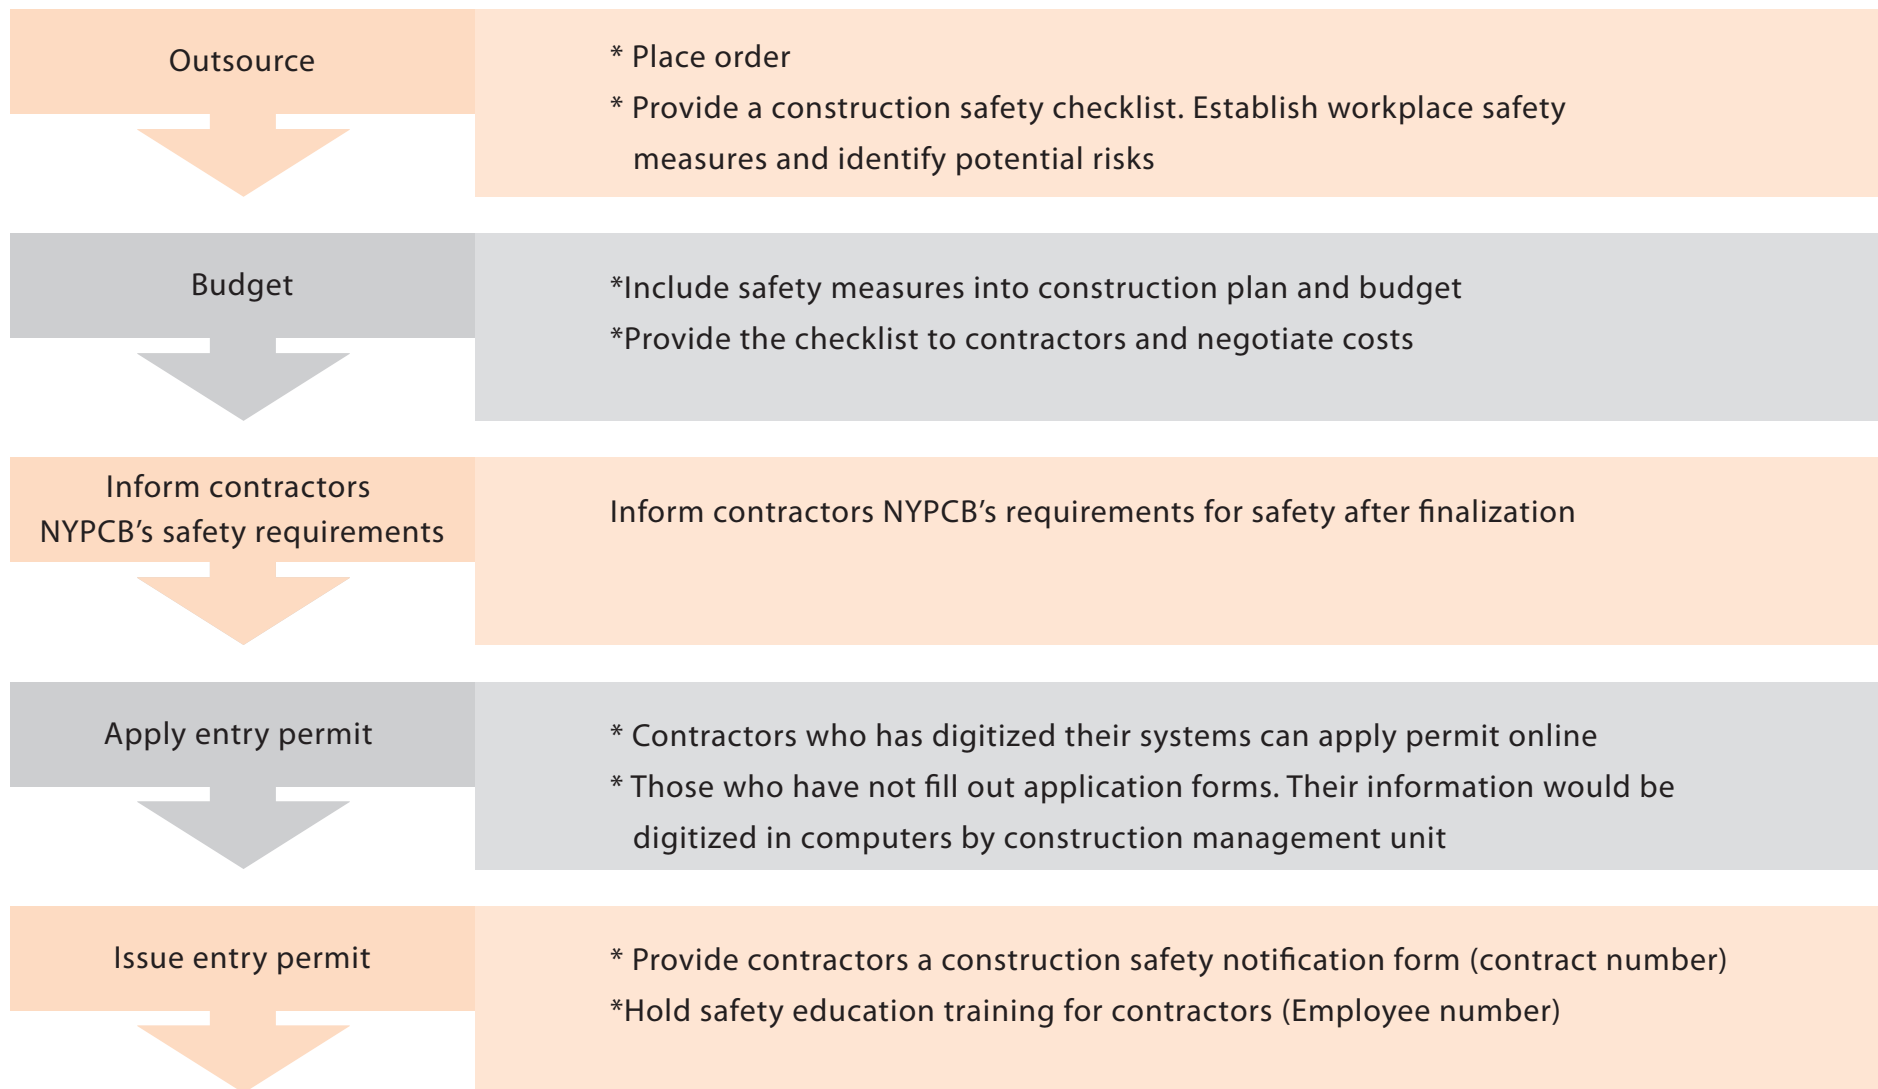 Outsource
* Place order
* Provide a construction safety checklist. Establish workplace safety
measures and identify potential risks
Budget
*Include safety measures into construction plan and budget
*Provide the checklist to contractors and negotiate costs
Inform contractors
NYPCB’s safety requirements
Inform contractors NYPCB’s requirements for safety after finalization
Apply entry permit
* Contractors who has digitized their systems can apply permit online
* Those who have not fill out application forms. Their information would be
digitized in computers by construction management unit
Issue entry permit
* Provide contractors a construction safety notification form (contract number)
*Hold safety education training for contractors (Employee number)